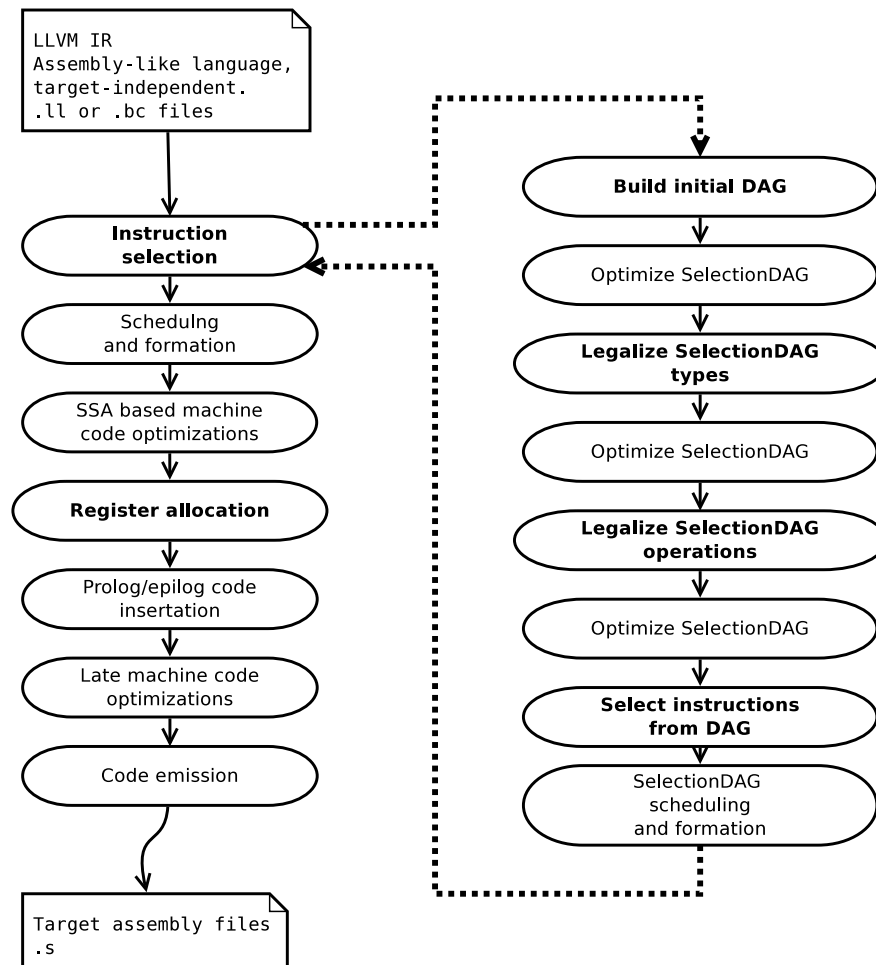 LLVM IR
Assembly-like language,
target-independent.
.ll or .bc files
Instruction
selection
Schedulng
and formation
SSA based machine
code optimizations
Register allocation
Prolog/epilog code
insertation
Late machine code
optimizations
Code emission
Target assembly files
.s
Build initial DAG
Optimize SelectionDAG
Legalize SelectionDAG
types
Optimize SelectionDAG
Legalize SelectionDAG
operations
Optimize SelectionDAG
Select instructions
from DAG
SelectionDAG
scheduling
and formation